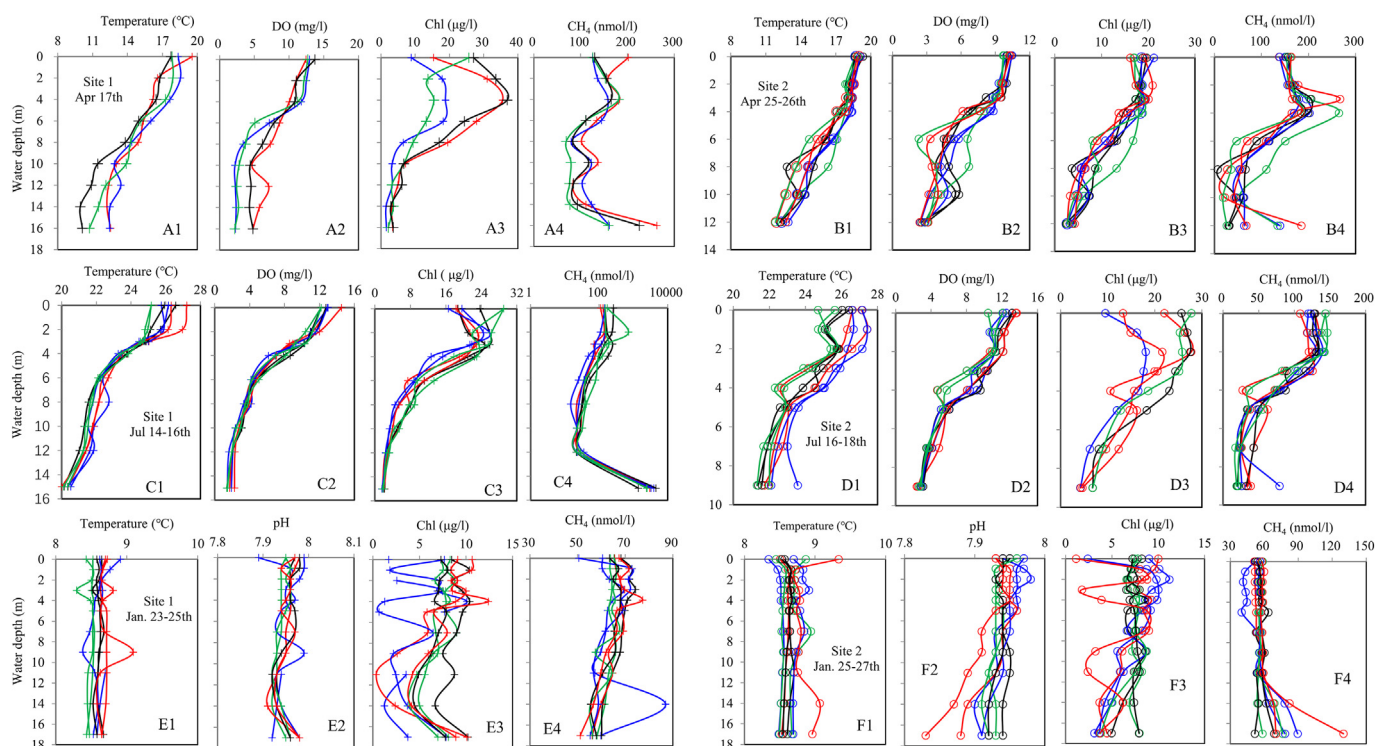 Temperature (℃) DO (mg/l) Chl (μg/l) CH4 (nmol/l) Temperature (℃) DO (mg/l) Chl (μg/l) CH4 (nmol/l)
8 11 14 17 20 0 5 10 15 0 10 20 30 40 0 100 200 300 11 14 17 20 0 3 6 9 12 0 10 20 30 0 100 200 300
Water depth (m)
0 2 4 6 8 10 12 14 16 18
Site 1
Apr 17th
A1 A2 A3 A4
0 2 4 6 8 10 12 14
Site 2
Apr 25-26th
B1 B2 B3 B4
Temperature (℃) DO (mg/l) Chl ( μg/l) CH4 (nmol/l) Temperature (℃) DO (mg/l) Chl (μg/l) CH4 (nmol/l)
20 22 24 26 28 0 4 8 12 16 0 8 16 24 32 1 100 10000 20 22 24 26 28 0 4 8 12 16 0 10 20 30 0 50 100 150 200
Water depth (m)
0 2 4 6 8 10 12 14 16
Site 1
Jul 14-16th
C1 C2 C3 C4
0 2 4 6 8 10
Site 2
Jul 16-18th
D1 D2 D3 D4
Temperature (℃) pH Chl (μg/l) CH4 (nmol/l) Temperature (℃) pH Chl (μg/l) CH4 (nmol/l)
8 9 10 7.8 7.9 8 8.1 0 5 10 15 30 50 70 90 8 9 10 7.8 7.9 8 0 5 10 15 30 50 70 90 110 130
Water depth (m)
0 2 4 6 8 10 12 14 16 18
Site 1
Jan. 23-25th
E1 E2 E3 E4
0 2 4 6 8 10 12 14 16 18
Site 2
Jan. 25-27th
F1 F2 F3 F4